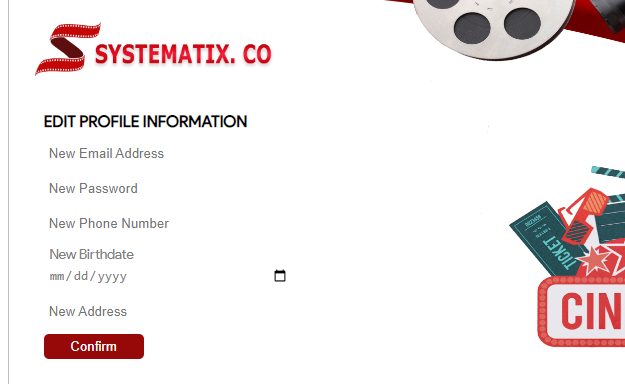 SYSTEMATIX. CO
EDIT PROFILE INFORMATION
New Email Address
New Password
New Phone Number
New Birthdate
mm/dd/yyyy
New Address
Confirm
TICKET
CIN